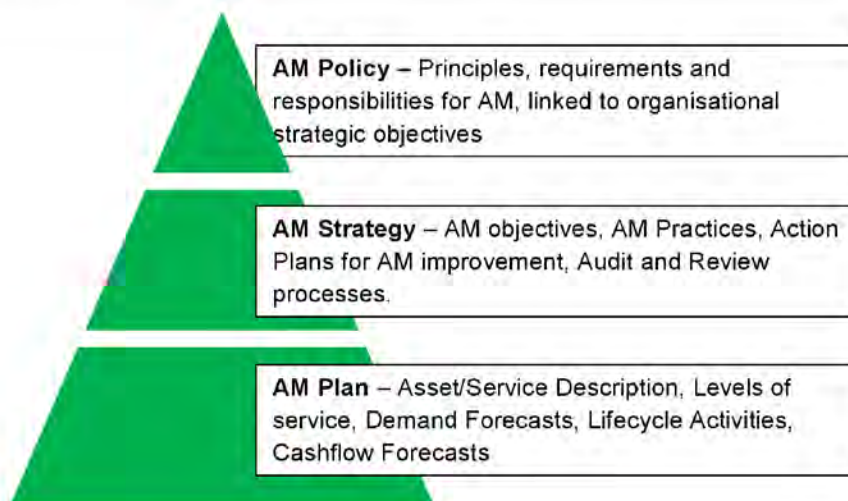 AM Policy – Principles, requirements and
responsibilities for AM, linked to organisational
strategic objectives
AM Strategy – AM objectives, AM Practices, Action
Plans for AM improvement, Audit and Review
processes.
AM Plan – Asset/Service Description, Levels of
service, Demand Forecasts, Lifecycle Activities,
Cashflow Forecasts